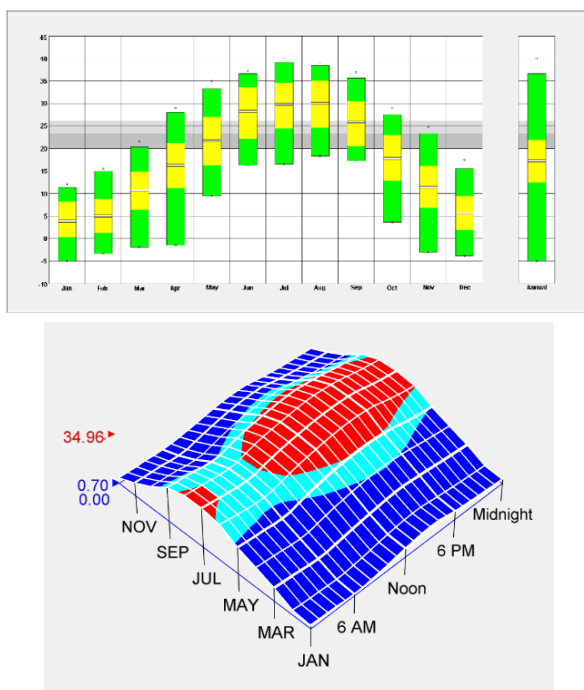 45
40
35
30
25
20
15
10
5
0
-5
-10
Jan Feb Mar Apr May Jun Jul Aug Sep Oct Nov Dec Annual
34.96
0.70
0.00
NOV
SEP
JUL
MAY
MAR
JAN
6 AM
Noon
6 PM
Midnight